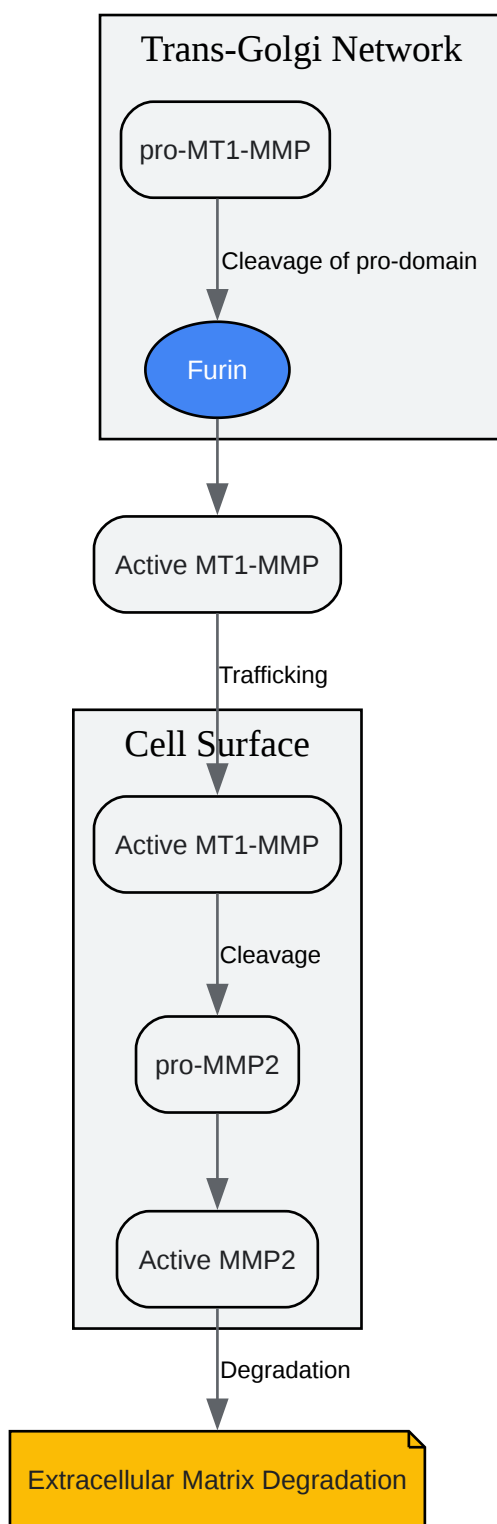 Trans-Golgi Network
pro-MT1-MMP
Cleavage of pro-domain
Furin
Active MT1-MMP
Trafficking
Cell Surface
Active MT1-MMP
Cleavage
pro-MMP2
Active MMP2
Degradation
Extracellular Matrix Degradation